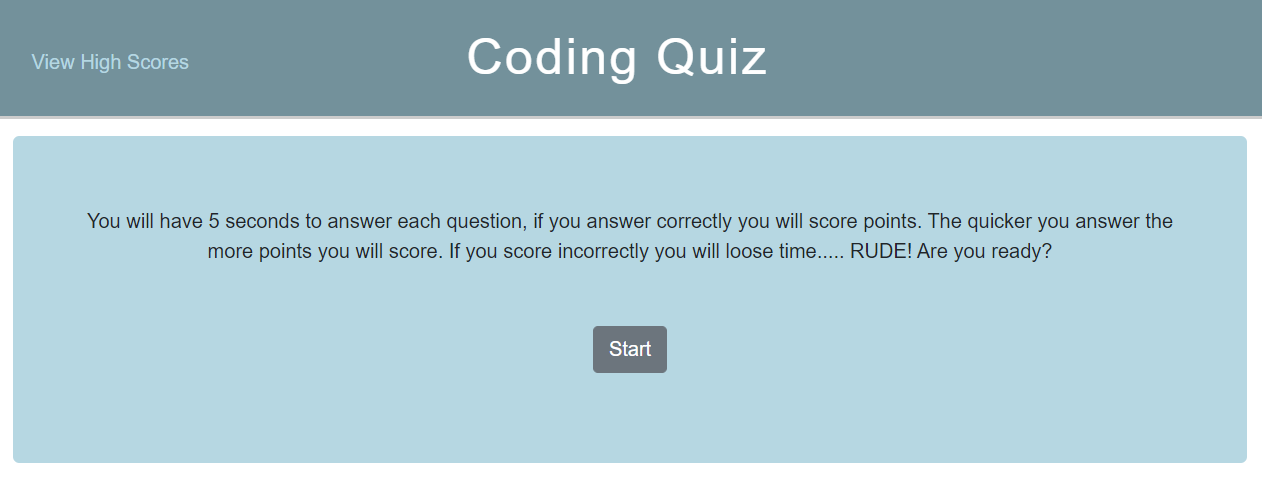 View High Scores
Coding Quiz
You will have 5 seconds to answer each question, if you answer correctly you will score points. The quicker you answer the
more points you will score. If you score incorrectly you will loose time..... RUDE! Are you ready?
Start